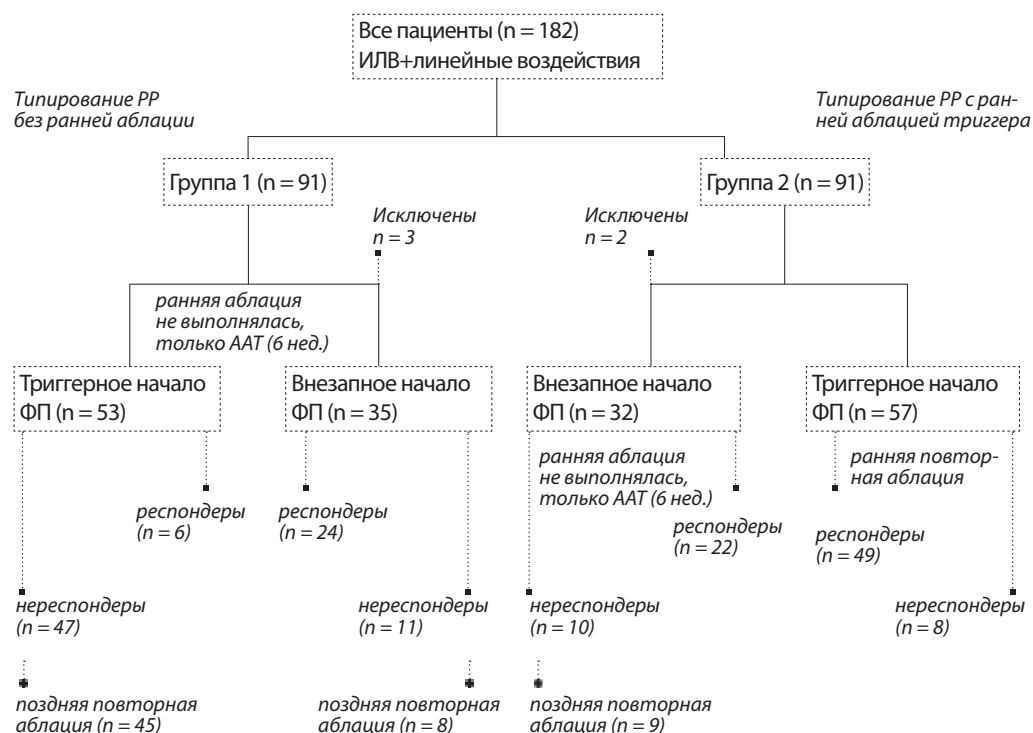 Все пациенты (n = 182)
ИЛВ+линейные воздействия
Типирование РР
без ранней аблации
Типирование РР с ран-
ней аблацией триггера
Группа 1 (n = 91)
Группа 2 (n = 91)
Исключены
n = 3
Исключены
n = 2
ранняя аблация
не выполнялась,
только ААТ (6 нед.)
Триггерное начало
ФП (n = 53)
Внезапное начало
ФП (n = 35)
Внезапное начало
ФП (n = 32)
Триггерное начало
ФП (n = 57)
ранняя аблация
не выполнялась,
только ААТ (6 нед.)
ранняя повтор-
ная аблация
респондеры
(n = 6)
респондеры
(n = 24)
респондеры
(n = 22)
респондеры
(n = 49)
нереспондеры
(n = 47)
нереспондеры
(n = 11)
нереспондеры
(n = 10)
нереспондеры
(n = 8)
поздняя повторная
аблация (n = 45)
поздняя повторная
аблация (n = 8)
поздняя повторная
аблация (n = 9)